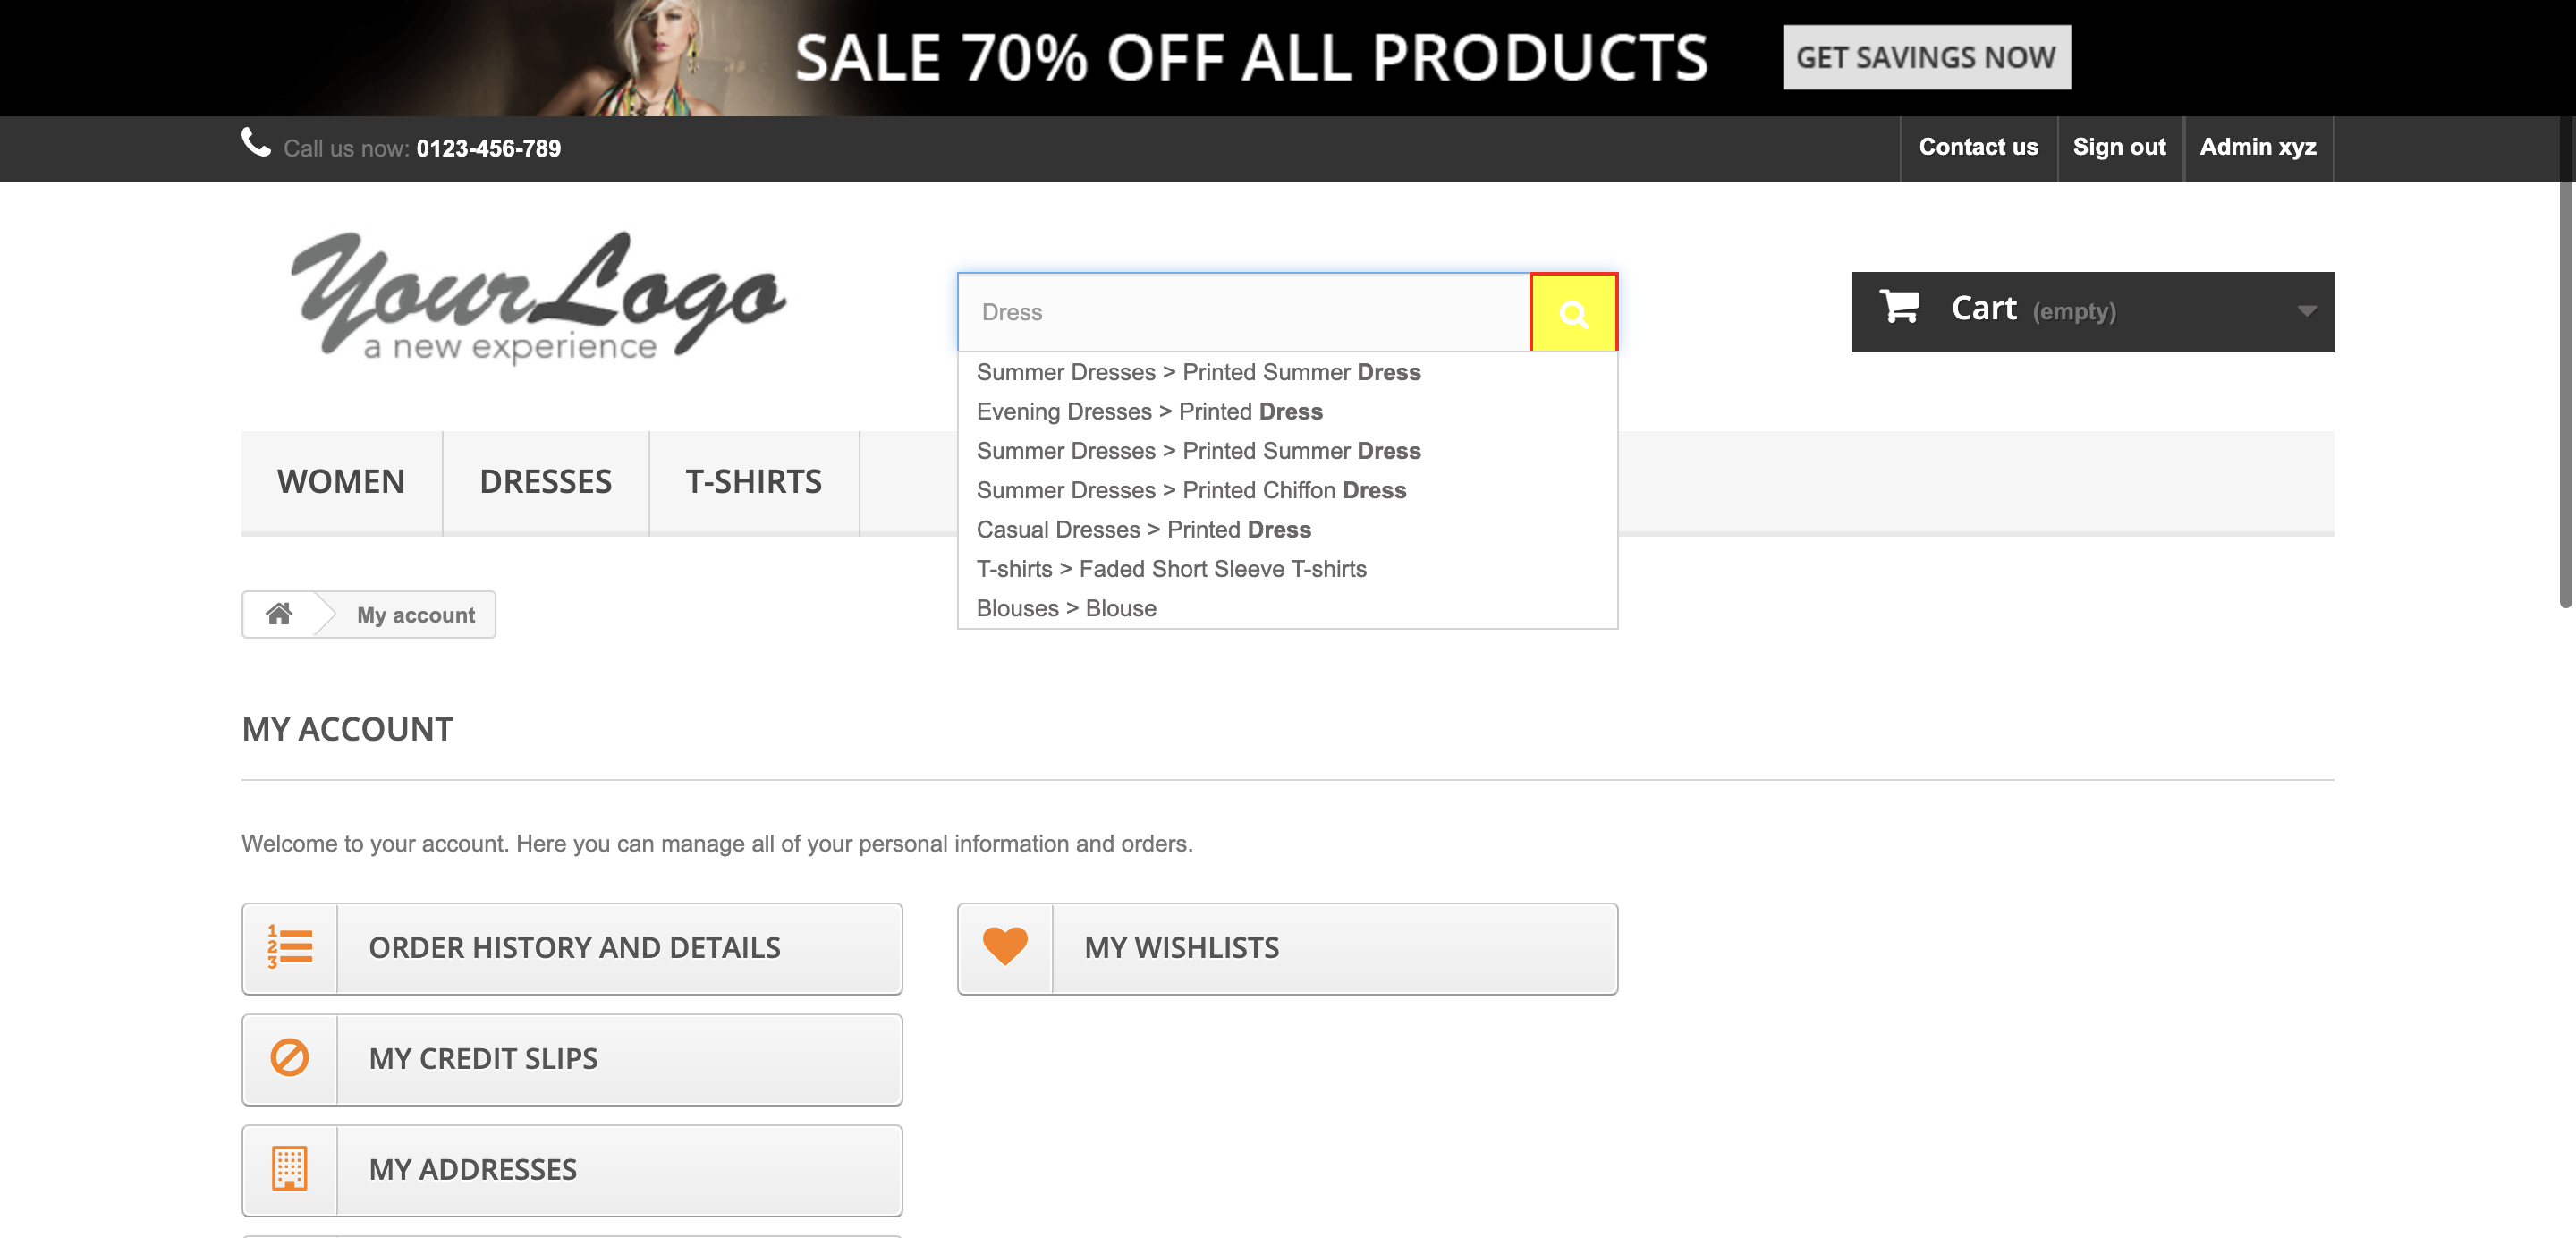 SALE 70% OFF ALL PRODUCTS GET SAVINGS NOW
Call us now: 0123-456-789 Contact us Sign out Admin xyz
Your Logo
a new experience
Dress
Cart (empty)
Summer Dresses > Printed Summer Dress
Evening Dresses > Printed Dress
Summer Dresses > Printed Summer Dress
Summer Dresses > Printed Chiffon Dress
Casual Dresses > Printed Dress
T-shirts > Faded Short Sleeve T-shirts
Blouses > Blouse
WOMEN DRESSES T-SHIRTS
My account
MY ACCOUNT
Welcome to your account. Here you can manage all of your personal information and orders.
1
2
3
ORDER HISTORY AND DETAILS
MY WISHLISTS
MY CREDIT SLIPS
MY ADDRESSES